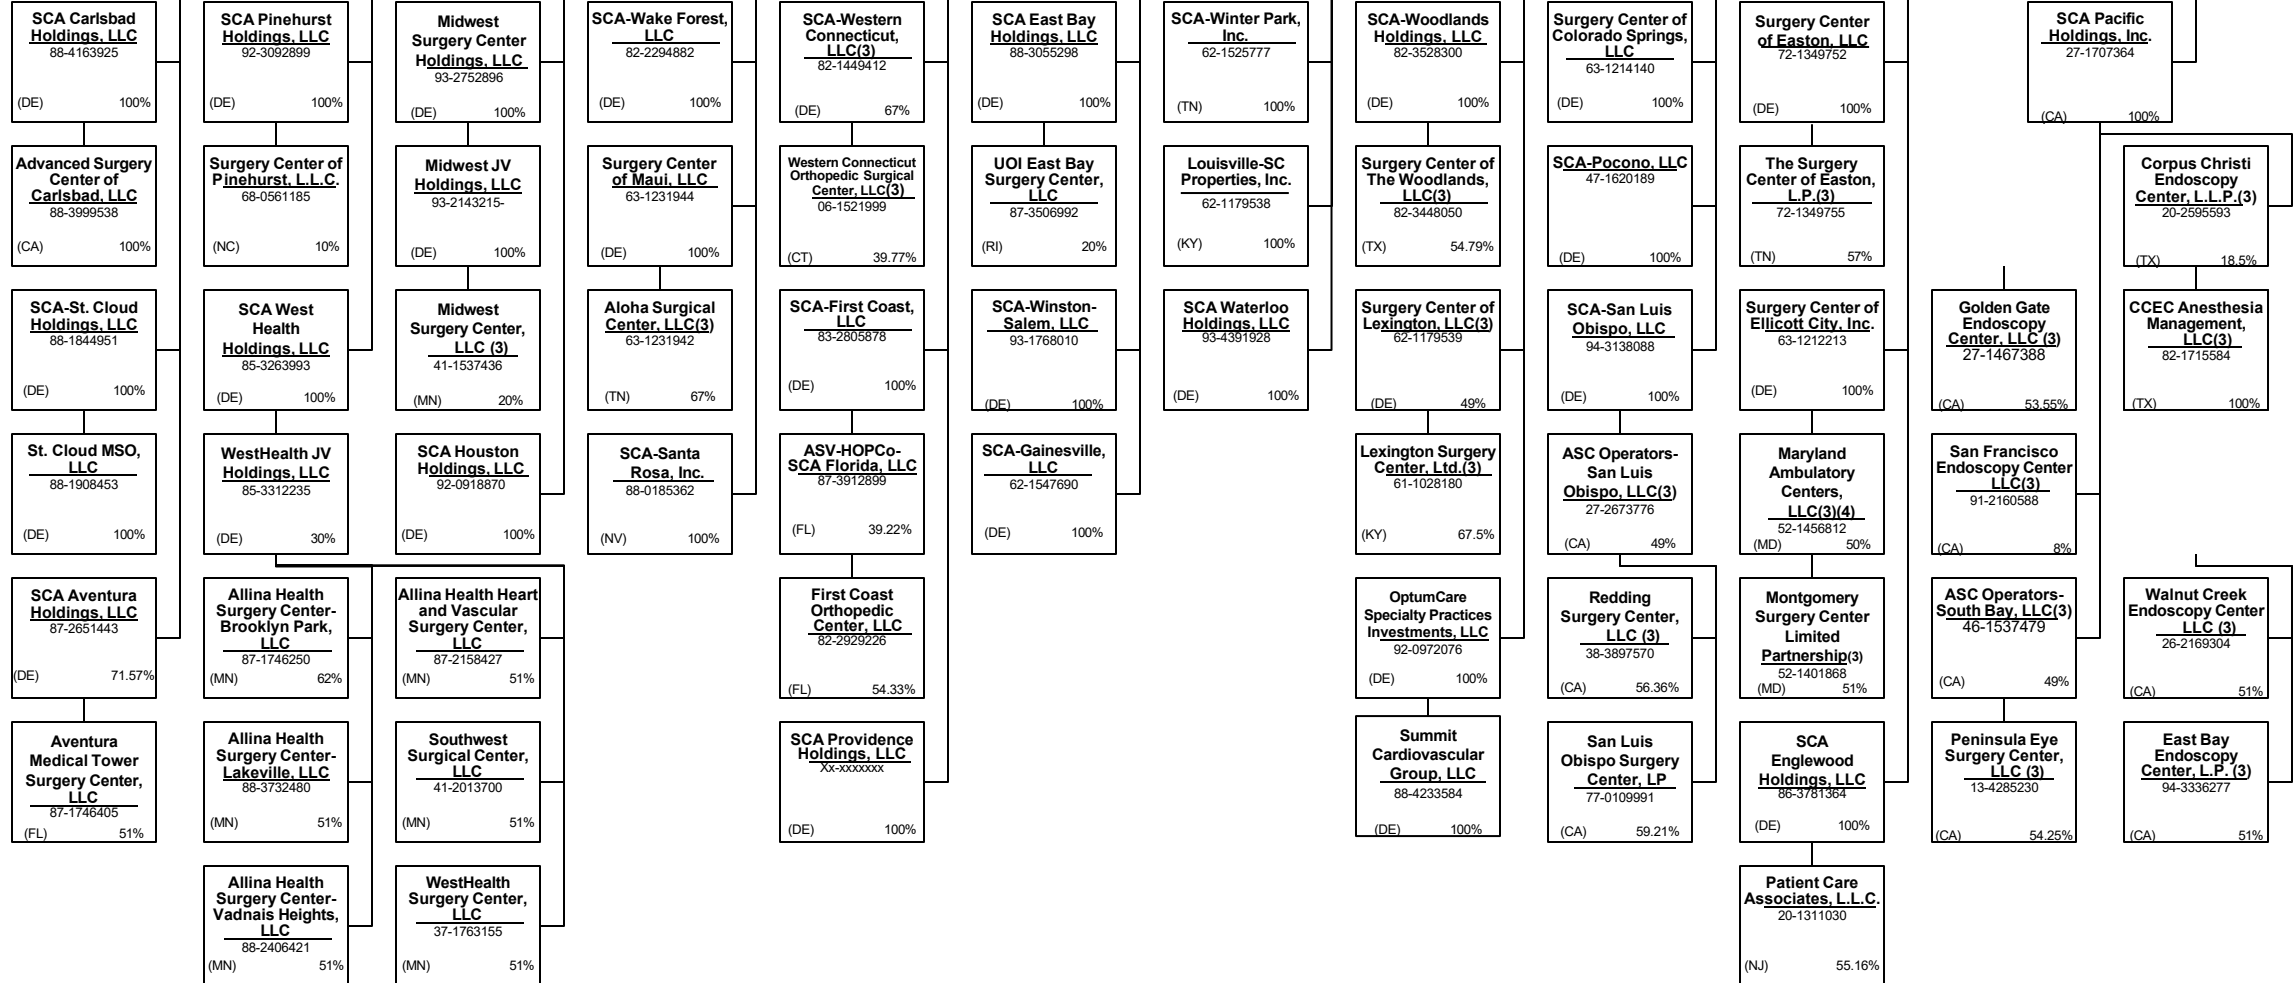 SCA Carlsbad
Holdings, LLC
88-4163925
(DE) 100%
Advanced Surgery
Center of
Carlsbad, LLC
88-3999538
(CA) 100%
SCA-St. Cloud
Holdings, LLC
88-1844951
(DE) 100%
St. Cloud MSO,
LLC
88-1908453
(DE) 100%
SCA Aventura
Holdings, LLC
87-2651443
(DE) 71.57%
Aventura
Medical Tower
Surgery Center,
LLC
87-1746405
(FL) 51%
SCA Pinehurst
Holdings, LLC
92-3092899
(DE) 100%
Surgery Center of
Pinehurst, L.L.C.
68-0561185
(NC) 10%
SCA West
Health
Holdings, LLC
85-3263993
(DE) 100%
WestHealth JV
Holdings, LLC
85-3312235
(DE) 30%
Allina Health
Surgery Center-
Brooklyn Park,
LLC
87-1746250
(MN) 62%
Allina Health
Surgery Center-
Lakeville, LLC
88-3732480
(MN) 51%
Allina Health
Surgery Center-
Vadnais Heights,
LLC
88-2406421
(MN) 51%
Midwest
Surgery Center
Holdings, LLC
93-2752896
(DE) 100%
Midwest JV
Holdings, LLC
93-2143215-
(DE) 100%
Midwest
Surgery Center,
LLC (3)
41-1537436
(MN) 20%
SCA Houston
Holdings, LLC
92-0918870
(DE) 100%
Allina Health Heart
and Vascular
Surgery Center,
LLC
87-2158427
(MN) 51%
Southwest
Surgical Center,
LLC
41-2013700
(MN) 51%
WestHealth
Surgery Center,
LLC
37-1763155
(MN) 51%
SCA-Wake Forest,
LLC
82-2294882
(DE) 100%
Surgery Center
of Maui, LLC
63-1231944
(DE) 100%
Aloha Surgical
Center, LLC(3)
63-1231942
(TN) 67%
SCA-Santa
Rosa, Inc.
88-0185362
(NV) 100%
SCA-Western
Connecticut,
LLC(3)
82-1449412
(DE) 67%
Western Connecticut
Orthopedic Surgical
Center, LLC(3)
06-1521999
(CT) 39.77%
SCA-First Coast,
LLC
83-2805878
(DE) 100%
ASV-HOPCo-
SCA Florida, LLC
87-3912899
(FL) 39.22%
First Coast
Orthopedic
Center, LLC
82-2929226
(FL) 54.33%
SCA Providence
Holdings, LLC
Xx-xxxxxxx
(DE) 100%
SCA East Bay
Holdings, LLC
88-3055298
(DE) 100%
UOI East Bay
Surgery Center,
LLC
87-3506992
(RI) 20%
SCA-Winston-
Salem, LLC
93-1768010
(DE) 100%
SCA-Gainesville,
LLC
62-1547690
(DE) 100%
SCA-Winter Park,
Inc.
62-1525777
(TN) 100%
Louisville-SC
Properties, Inc.
62-1179538
(KY) 100%
SCA Waterloo
Holdings, LLC
93-4391928
(DE) 100%
SCA-Woodlands
Holdings, LLC
82-3528300
(DE) 100%
Surgery Center of
The Woodlands,
LLC(3)
82-3448050
(TX) 54.79%
Surgery Center of
Lexington, LLC(3)
62-1179539
(DE) 49%
Lexington Surgery
Center, Ltd.(3)
61-1028180
(KY) 67.5%
OptumCare
Specialty Practices
Investments, LLC
92-0972076
(DE) 100%
Summit
Cardiovascular
Group, LLC
88-4233584
(DE) 100%
Surgery Center of
Colorado Springs,
LLC
63-1214140
(DE) 100%
SCA-Pocono, LLC
47-1620189
(DE) 100%
SCA-San Luis
Obispo, LLC
94-3138088
(DE) 100%
ASC Operators-
San Luis
Obispo, LLC(3)
27-2673776
(CA) 49%
Redding
Surgery Center,
LLC (3)
38-3897570
(CA) 56.36%
San Luis
Obispo Surgery
Center, LP
77-0109991
(CA) 59.21%
Surgery Center
of Easton, LLC
72-1349752
(DE) 100%
The Surgery
Center of Easton,
L.P.(3)
72-1349755
(TN) 57%
Surgery Center of
Ellicott City, Inc.
63-1212213
(DE) 100%
Maryland
Ambulatory
Centers,
LLC(3)(4)
52-1456812
(MD) 50%
Montgomery
Surgery Center
Limited
Partnership(3)
52-1401868
(MD) 51%
SCA
Englewood
Holdings, LLC
86-3781364
(DE) 100%
Patient Care
Associates, L.L.C.
20-1311030
(NJ) 55.16%
SCA Pacific
Holdings, Inc.
27-1707364
(CA) 100%
Golden Gate
Endoscopy
Center, LLC (3)
27-1467388
(CA) 53.55%
San Francisco
Endoscopy Center
LLC(3)
91-2160588
(CA) 8%
ASC Operators-
South Bay, LLC(3)
46-1537479
(CA) 49%
Peninsula Eye
Surgery Center,
LLC (3)
13-4285230
(CA) 54.25%
Corpus Christi
Endoscopy
Center, L.L.P.(3)
20-2595593
(TX) 18.5%
CCEC Anesthesia
Management,
LLC(3)
82-1715584
(TX) 100%
Walnut Creek
Endoscopy Center
LLC (3)
26-2169304
(CA) 51%
East Bay
Endoscopy
Center, L.P. (3)
94-3336277
(CA) 51%